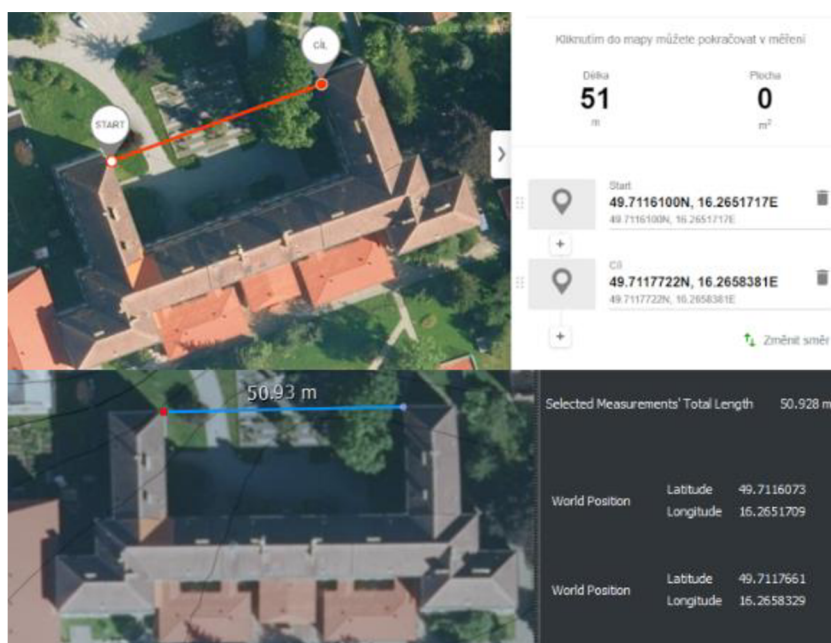 CÍL
START
Kliknutím do mapy můžete pokračovat v měření
Délka
51
m
Plocha
0
m²
Start
49.7116100N, 16.2651717E
49.7116100N, 16.2651717E
Cíl
49.7117722N, 16.2658381E
49.7117722N, 16.2658381E
Změnit směr
50.93 m
Selected Measurements' Total Length 50.928 m
World Position
Latitude 49.7116073
Longitude 16.2651709
World Position
Latitude 49.7117661
Longitude 16.2658329